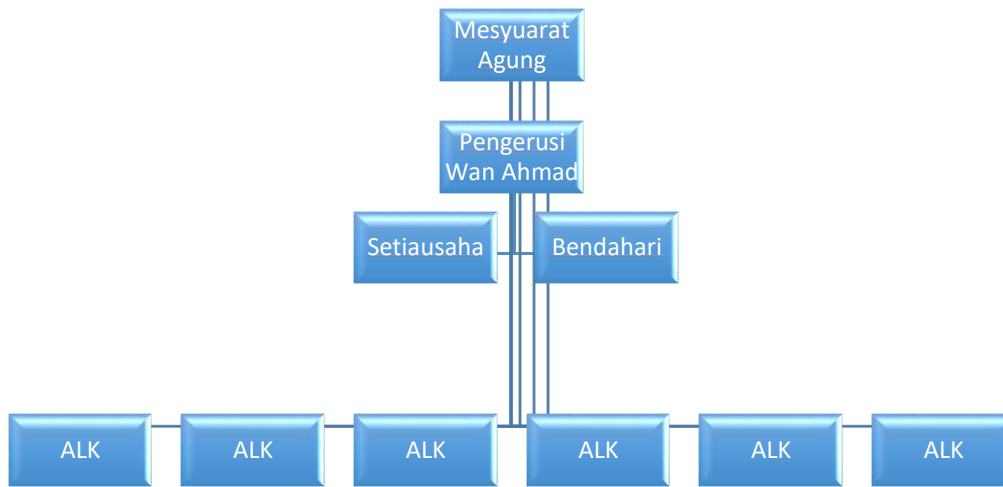 Mesyuarat
Agung
Pengerusi
Wan Ahmad
Setiausaha
Bendahari
ALK
ALK
ALK
ALK
ALK
ALK